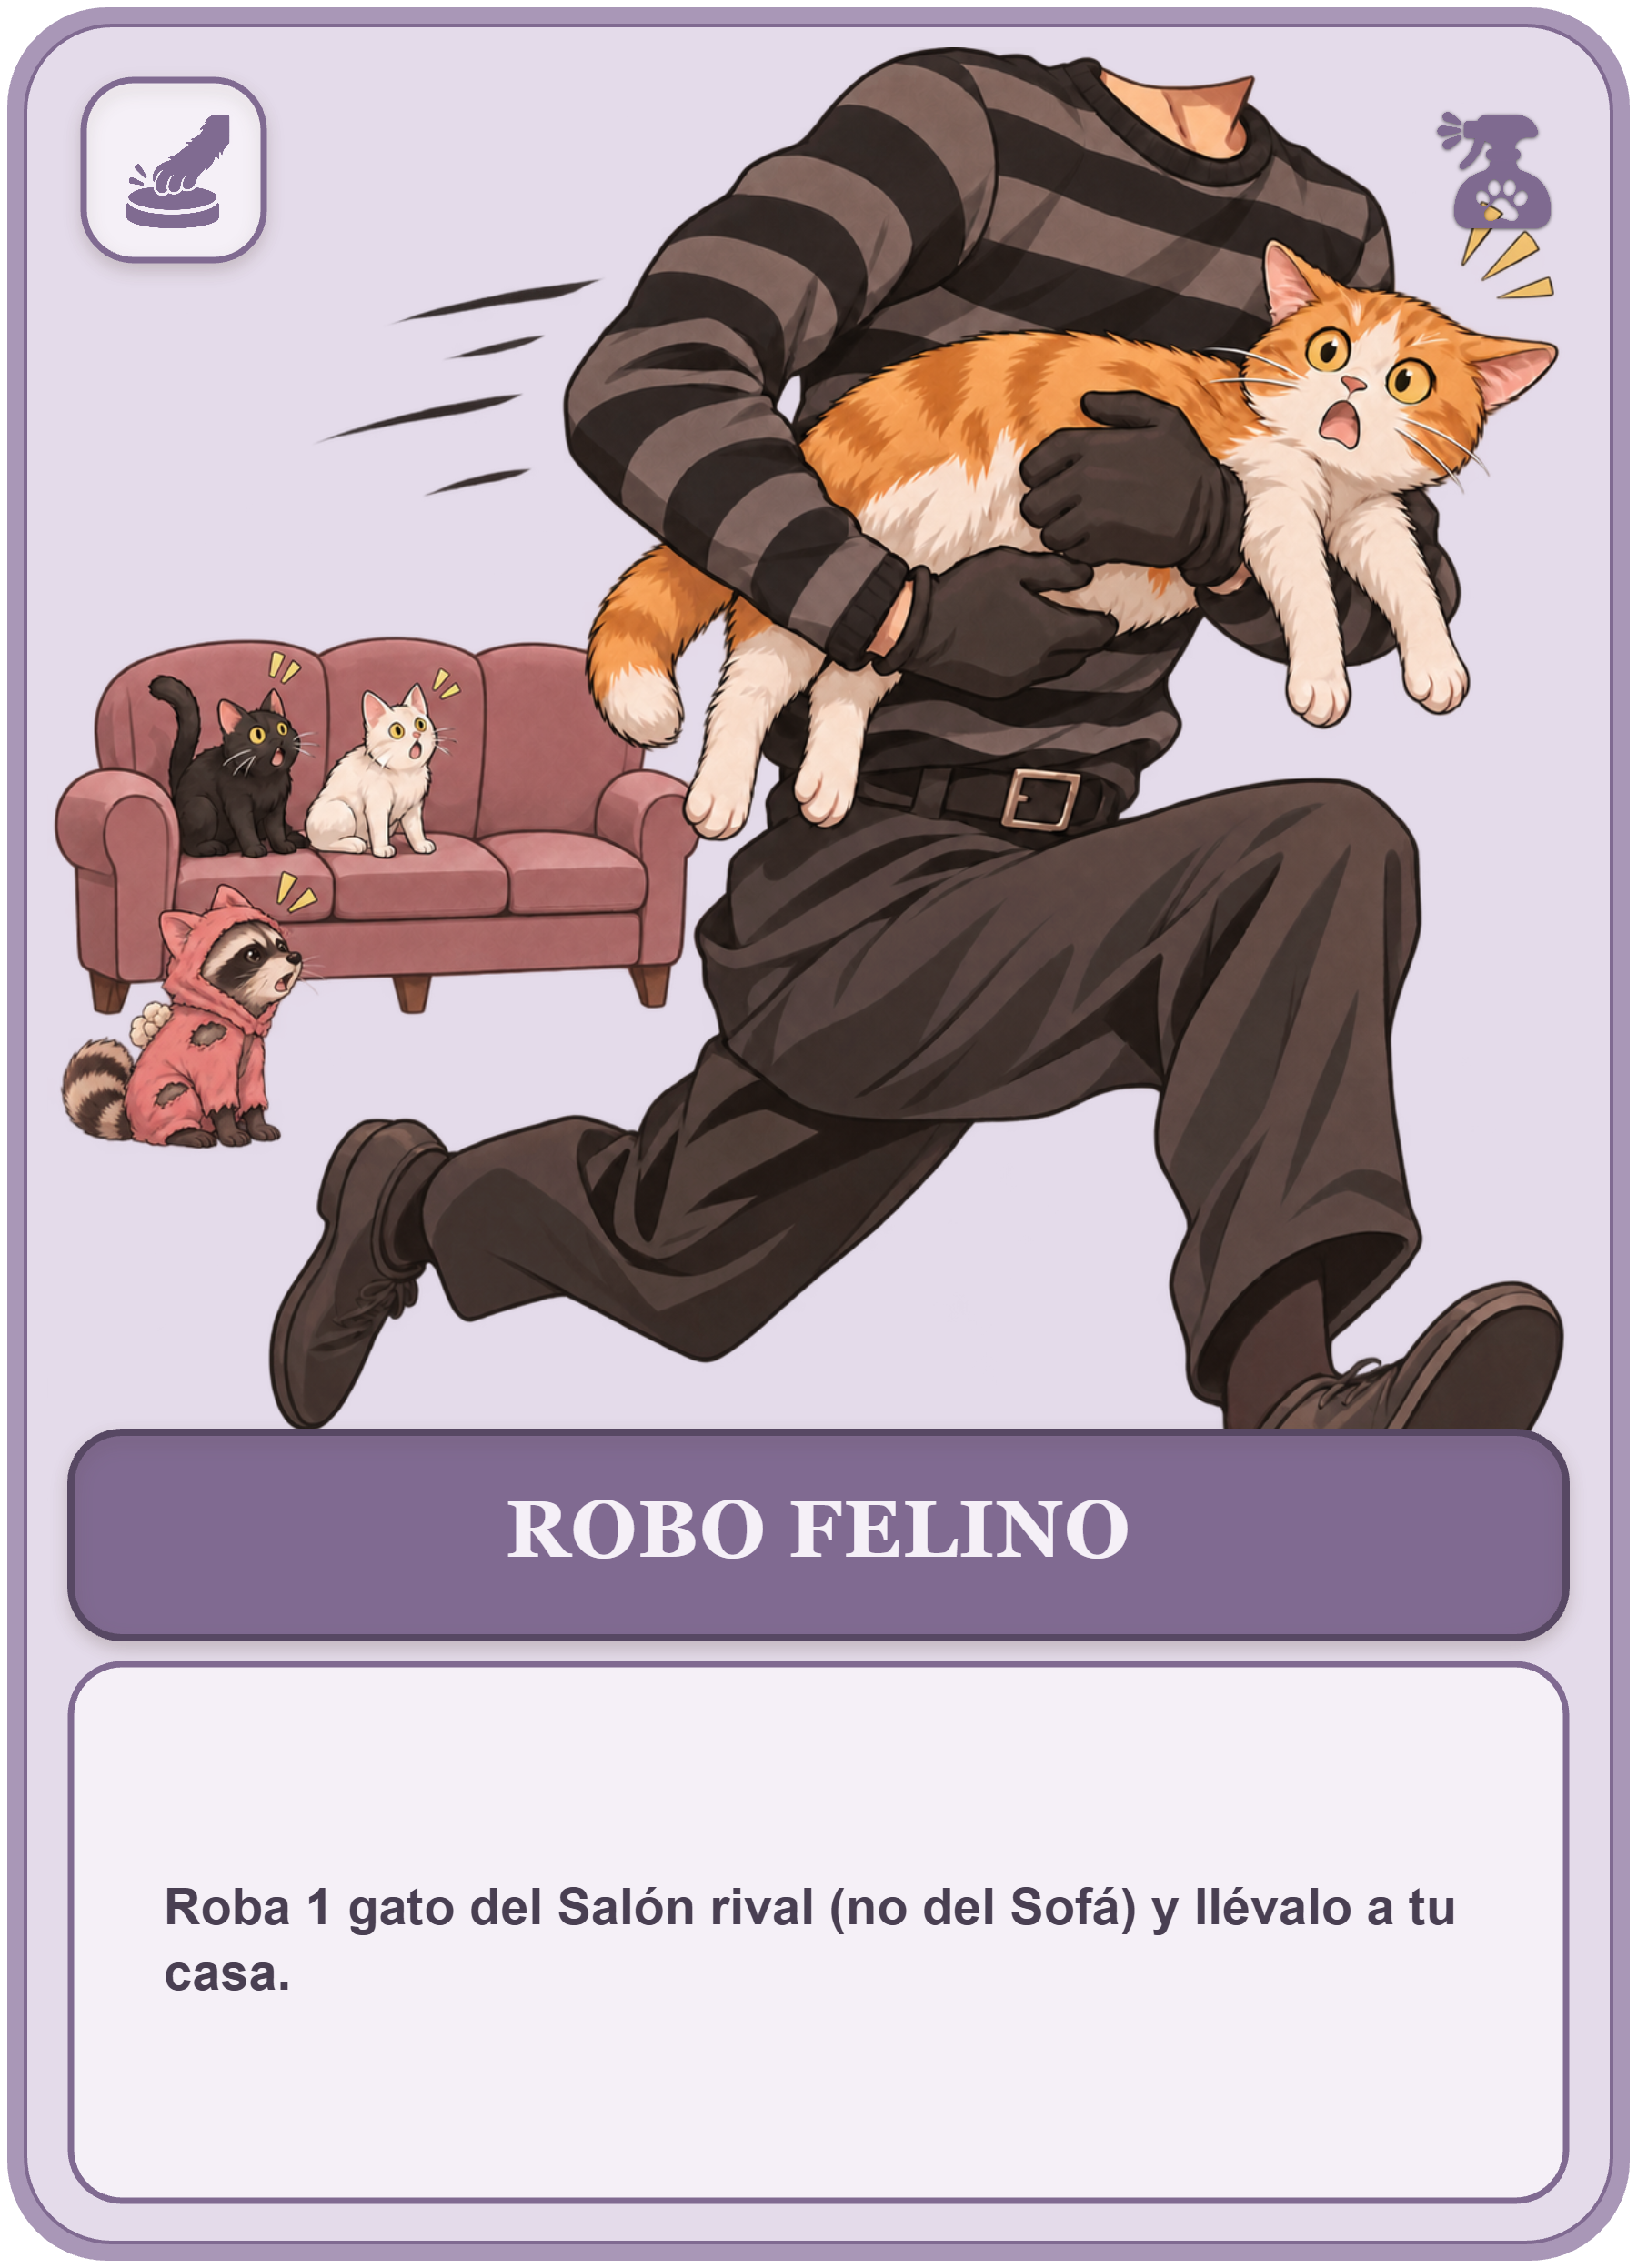 ROBO FELINO
Roba 1 gato del Salón rival (no del Sofá) y llévalo a tu
casa.